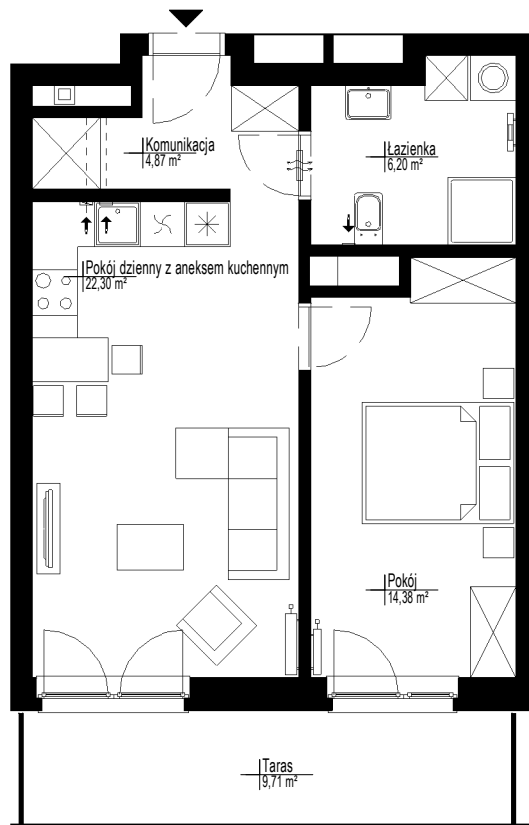 Komunikacja
4,87 m²
Łazienka
6,20 m²
Pokój dzienny z aneksem kuchennym
22,30 m²
Pokój
14,38 m²
Taras
9,71 m²